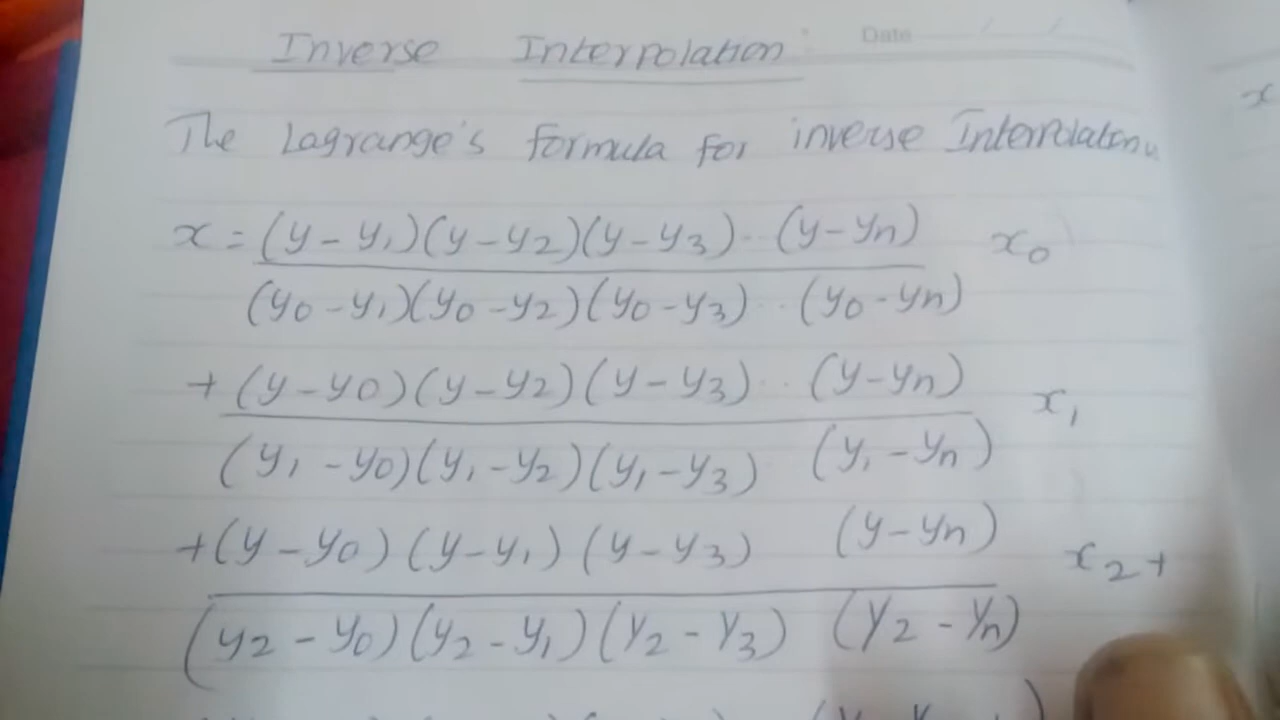 Inverse Interpolation
Date
The Lagrange's formula for inverse Interpolation
x = (y - y₁)(y - y₂)(y - y₃) ·· (y - yn) x₀
(y₀ - y₁)(y₀ - y₂)(y₀ - y₃) ·· (y₀ - yn)
+ (y - y₀)(y - y₂)(y - y₃) ·· (y - yn) x₁
(y₁ - y₀)(y₁ - y₂)(y₁ - y₃) (y₁ - yn)
+ (y - y₀)(y - y₁)(y - y₃) (y - yn) x₂ +
(y₂ - y₀)(y₂ - y₁)(y₂ - y₃) (y₂ - yn)
x